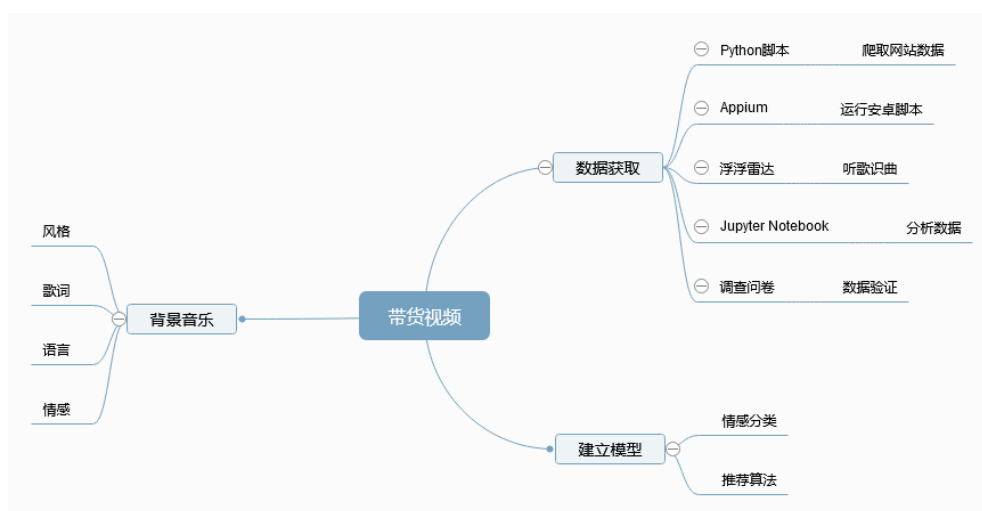 Python脚本 爬取网站数据
Appium 运行安卓脚本
数据获取
浮浮雷达 听歌识曲
Jupyter Notebook 分析数据
调查问卷 数据验证
风格
歌词
背景音乐
语言
情感
带货视频
建立模型
情感分类
推荐算法